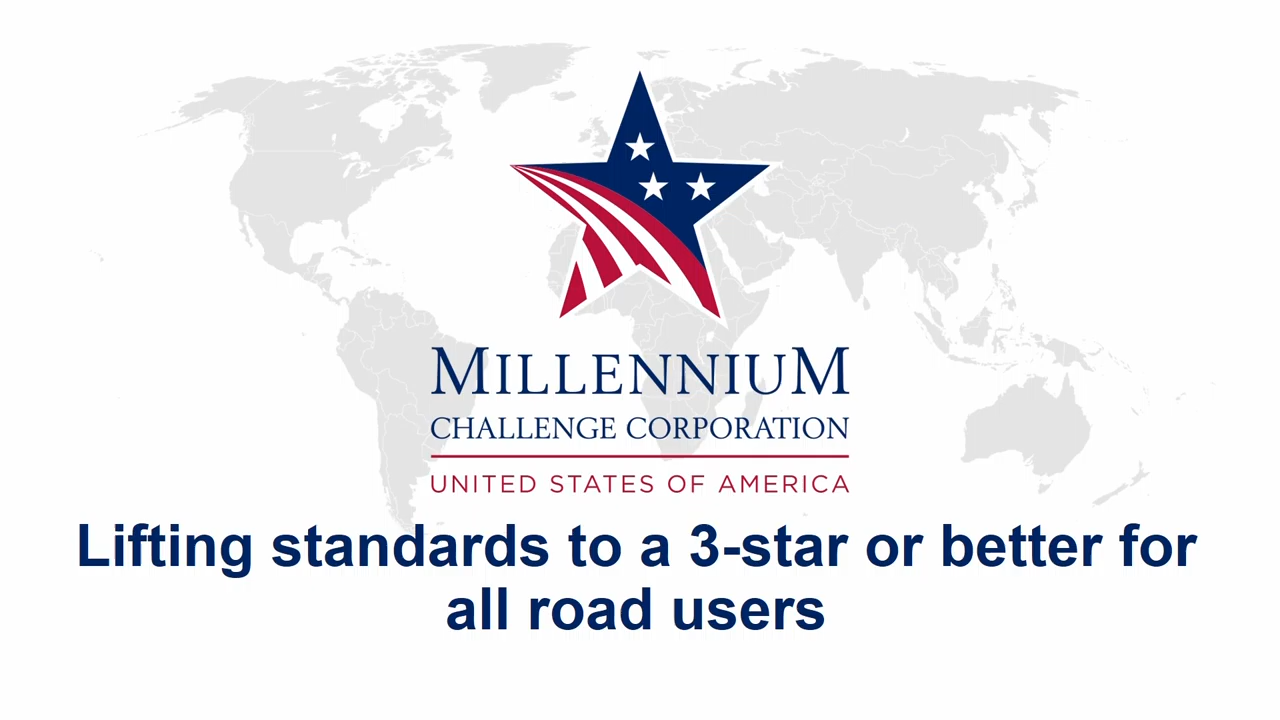 MILLENNIUM
CHALLENGE CORPORATION
UNITED STATES OF AMERICA
Lifting standards to a 3-star or better for
all road users